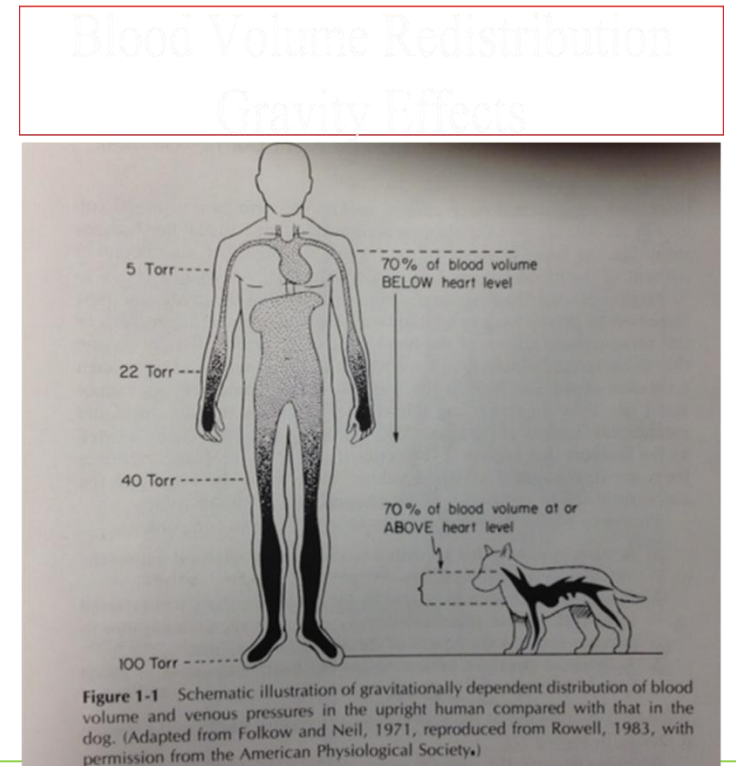 Blood Volume Redistribution
Gravity Effects
5 Torr
70% of blood volume
BELOW heart level
22 Torr
40 Torr
70% of blood volume at or
ABOVE heart level
100 Torr
Figure 1-1 Schematic illustration of gravitationally dependent distribution of blood
volume and venous pressures in the upright human compared with that in the
dog. (Adapted from Folkow and Neil, 1971, reproduced from Rowell, 1983, with
permission from the American Physiological Society.)